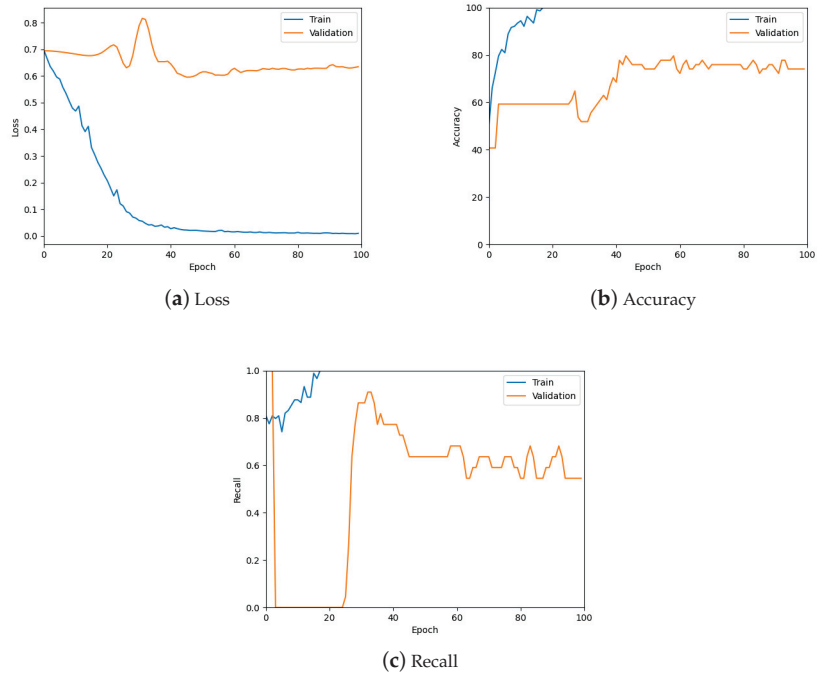 0.8
0.7
0.6
0.5
0.4
0.3
0.2
0.1
0.0
Loss
0 20 40 60 80 100
Epoch
Train
Validation
(a) Loss
100
80
60
40
20
0
Accuracy
0 20 40 60 80 100
Epoch
Train
Validation
(b) Accuracy
1.0
0.8
0.6
0.4
0.2
0.0
Recall
0 20 40 60 80 100
Epoch
Train
Validation
(c) Recall